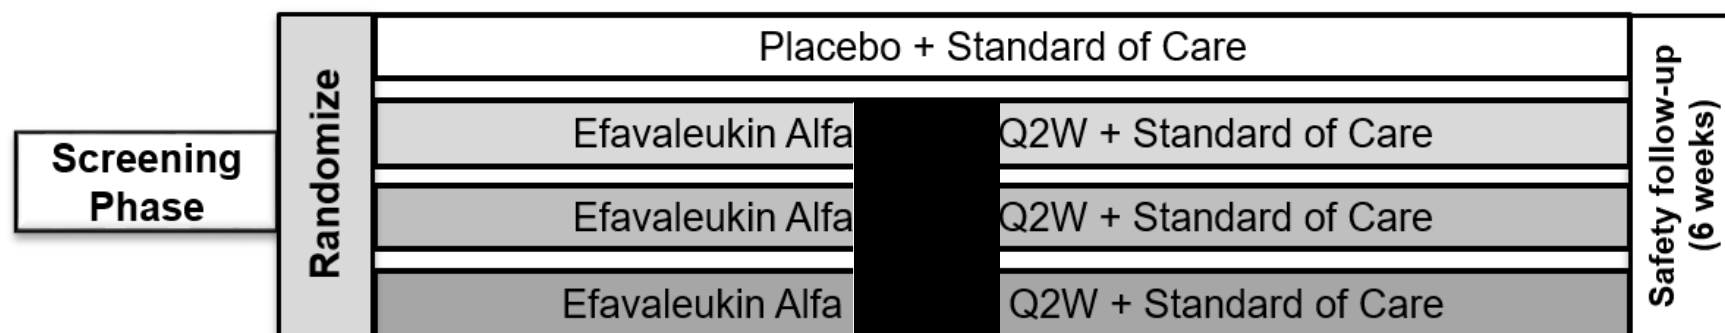 Placebo + Standard of Care
Screening
Phase
Randomize
Efavaleukin Alfa Q2W + Standard of Care
Efavaleukin Alfa Q2W + Standard of Care
Efavaleukin Alfa Q2W + Standard of Care
Safety follow-up
(6 weeks)